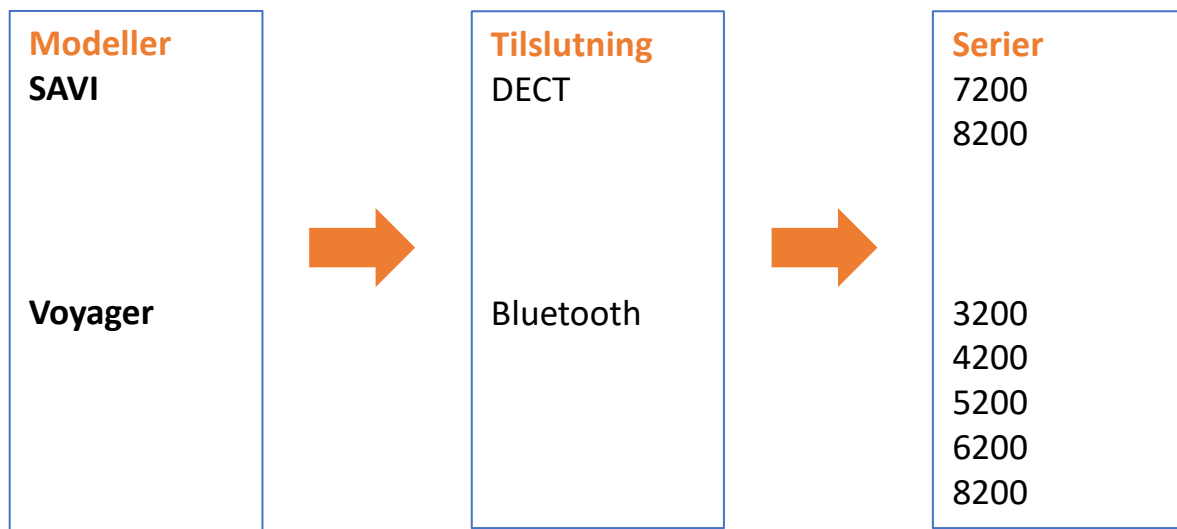 Modeller
SAVI
Voyager
Tilslutning
DECT
Bluetooth
Serier
7200
8200
3200
4200
5200
6200
8200